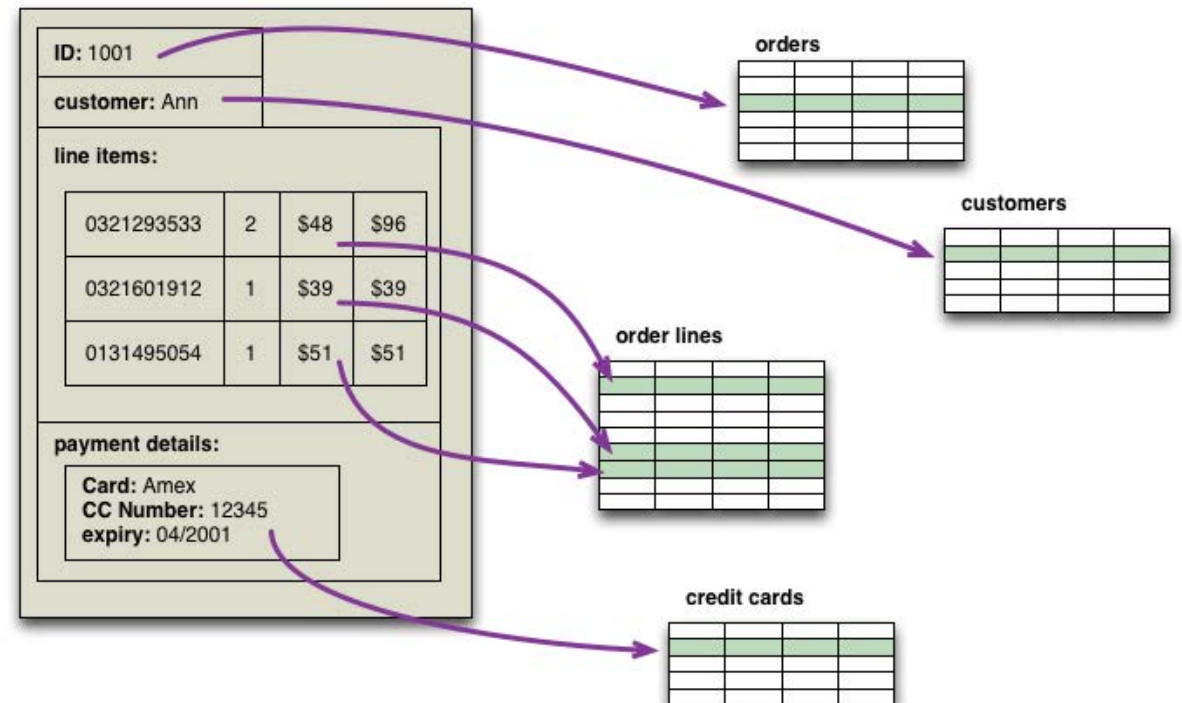 ID: 1001
customer: Ann
line items:
0321293533 2 $48 $96
0321601912 1 $39 $39
0131495054 1 $51 $51
payment details:
Card: Amex
CC Number: 12345
expiry: 04/2001
orders
customers
order lines
credit cards